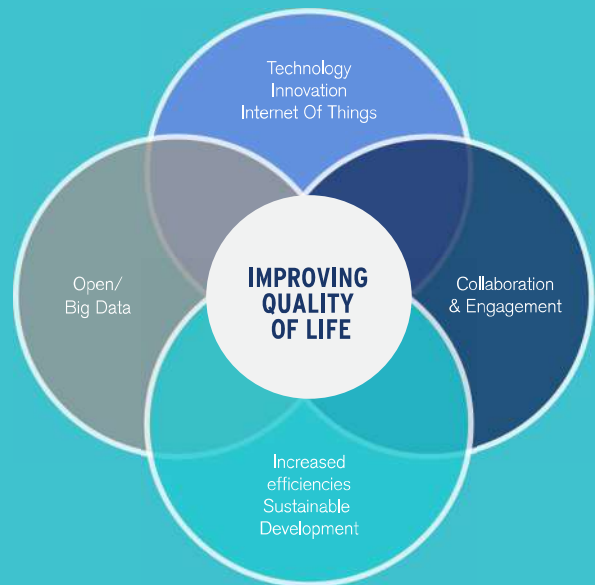 Technology
Innovation
Internet Of Things
Open/
Big Data
IMPROVING
QUALITY
OF LIFE
Collaboration
& Engagement
Increased
efficiencies
Sustainable
Development